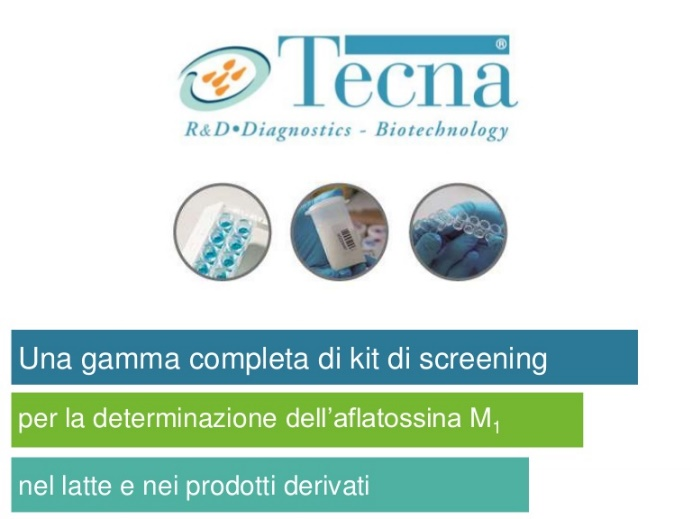 Tecna®
R&D•Diagnostics - Biotechnology
Una gamma completa di kit di screening
per la determinazione dell'aflatossina M₁
nel latte e nei prodotti derivati